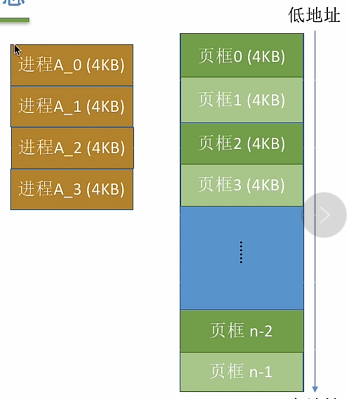 低地址
进程A_0 (4KB)
进程A_1 (4KB)
进程A_2 (4KB)
进程A_3 (4KB)
页框0 (4KB)
页框1 (4KB)
页框2 (4KB)
页框3 (4KB)
......
页框 n-2
页框 n-1